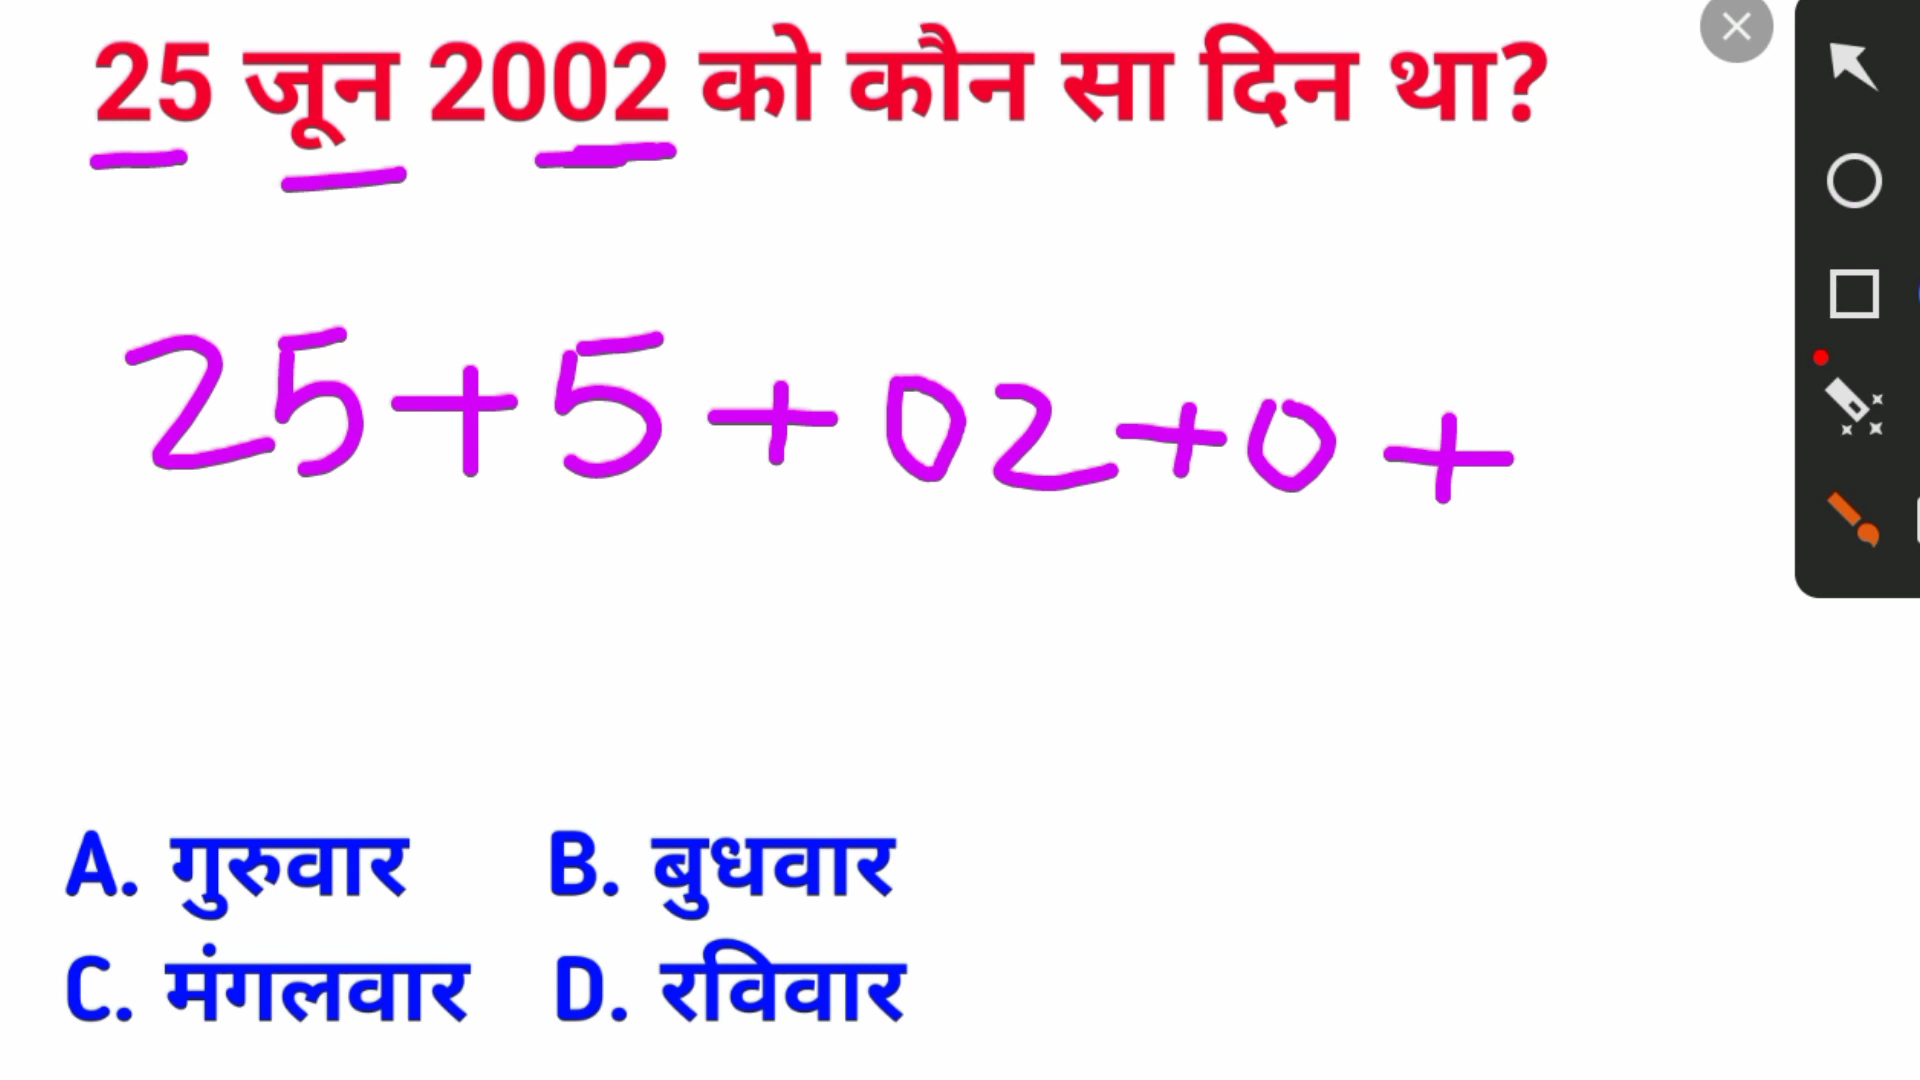 25 जून 2002 को कौन सा दिन था?
25+5+02+0+
A. गुरुवार B. बुधवार
C. मंगलवार D. रविवार